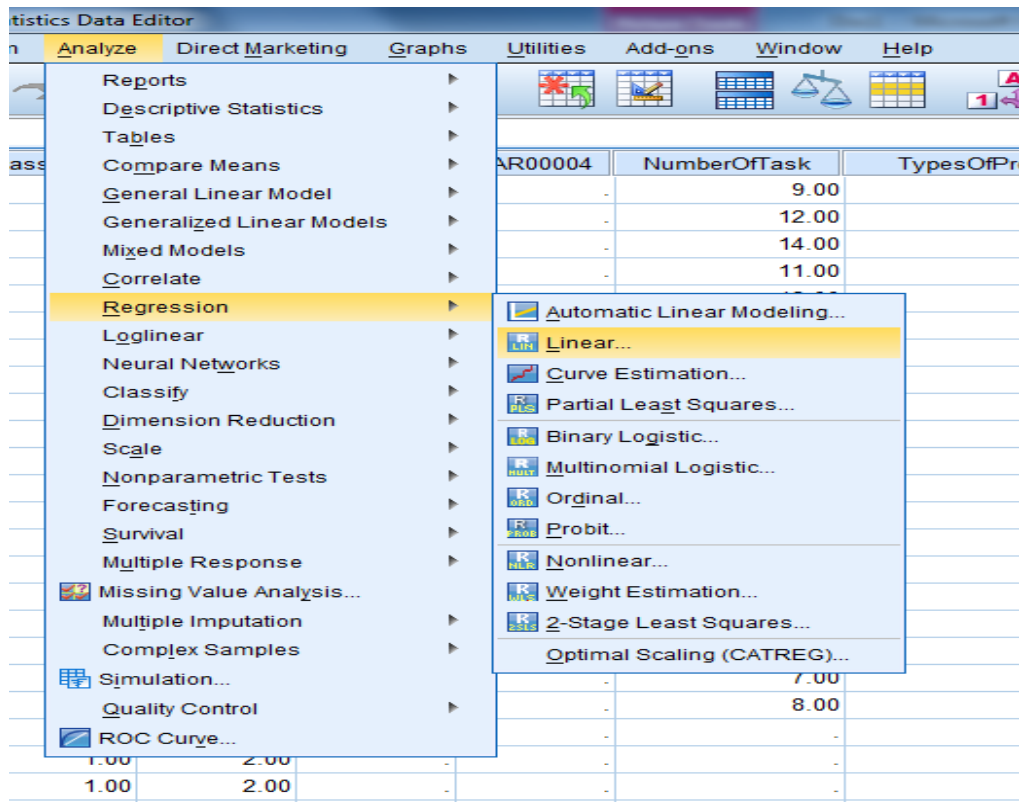 tistics Data Editor
Analyze Direct Marketing Graphs Utilities Add-ons Window Help
Reports
Descriptive Statistics
Tables
Compare Means
General Linear Model
Generalized Linear Models
Mixed Models
Correlate
Regression
Loglinear
Neural Networks
Classify
Dimension Reduction
Scale
Nonparametric Tests
Forecasting
Survival
Multiple Response
Missing Value Analysis...
Multiple Imputation
Complex Samples
Simulation...
Quality Control
ROC Curve...
Automatic Linear Modeling...
Linear...
Curve Estimation...
Partial Least Squares...
Binary Logistic...
Multinomial Logistic...
Ordinal...
Probit...
Nonlinear...
Weight Estimation...
2-Stage Least Squares...
Optimal Scaling (CATREG)...
ass AR00004 NumberOfTask TypesOfPr
9.00
12.00
14.00
11.00
7.00
8.00
1.00 2.00
1.00 2.00